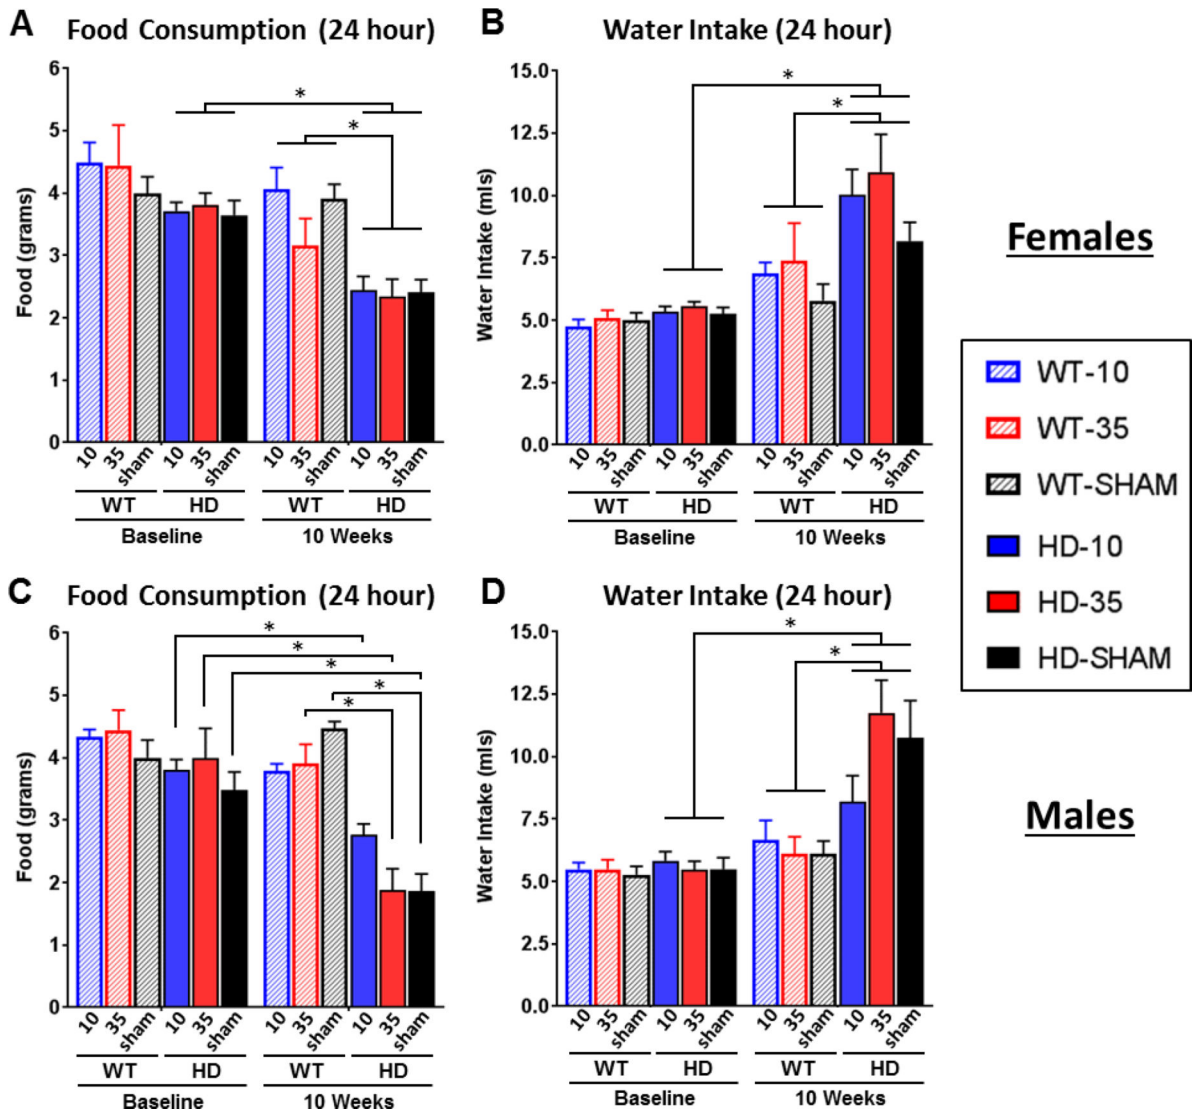 A Food Consumption (24 hour)
6
5
4
3
2
1
0
Food (grams)
*
*
10 35 sham 10 35 sham 10 35 sham 10 35 sham
WT HD WT HD
Baseline 10 Weeks
B Water Intake (24 hour)
15.0
12.5
10.0
7.5
5.0
2.5
0.0
Water Intake (mls)
*
*
10 35 sham 10 35 sham 10 35 sham 10 35 sham
WT HD WT HD
Baseline 10 Weeks
Females
WT-10
WT-35
WT-SHAM
HD-10
HD-35
HD-SHAM
C Food Consumption (24 hour)
6
5
4
3
2
1
0
Food (grams)
*
*
*
*
*
10 35 sham 10 35 sham 10 35 sham 10 35 sham
WT HD WT HD
Baseline 10 Weeks
D Water Intake (24 hour)
15.0
12.5
10.0
7.5
5.0
2.5
0.0
Water Intake (mls)
*
*
10 35 sham 10 35 sham 10 35 sham 10 35 sham
WT HD WT HD
Baseline 10 Weeks
Males